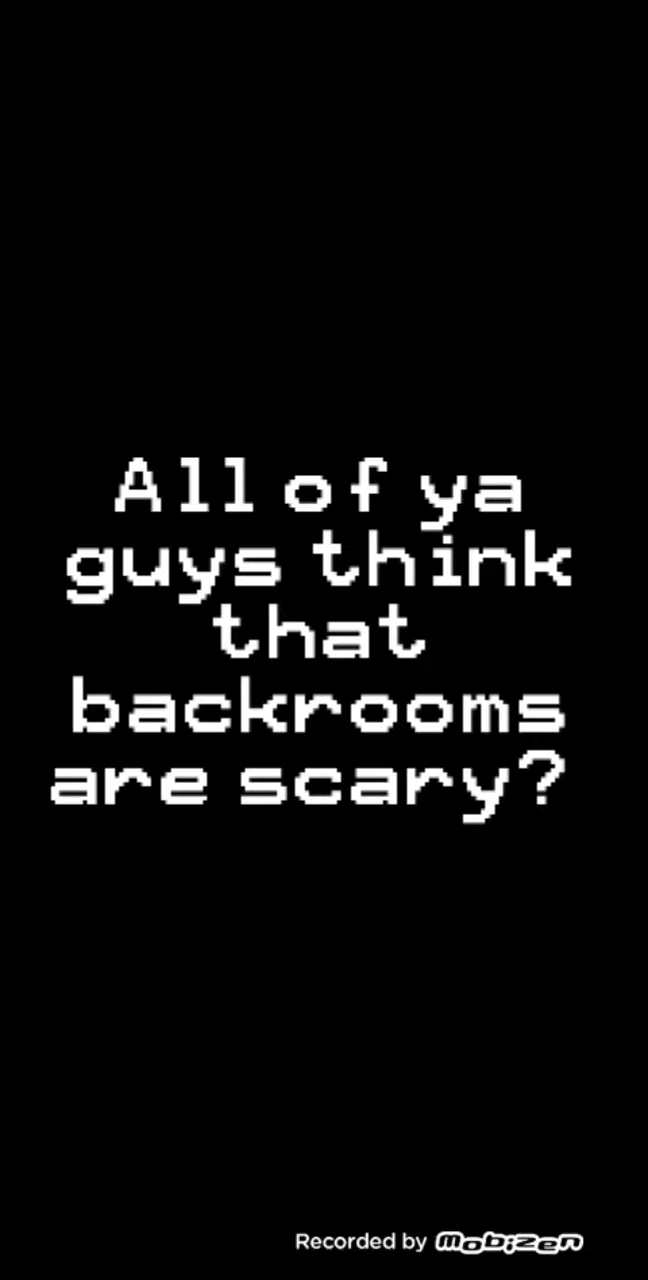 All of ya
guys think
that
backrooms
are scary?
Recorded by mobizen